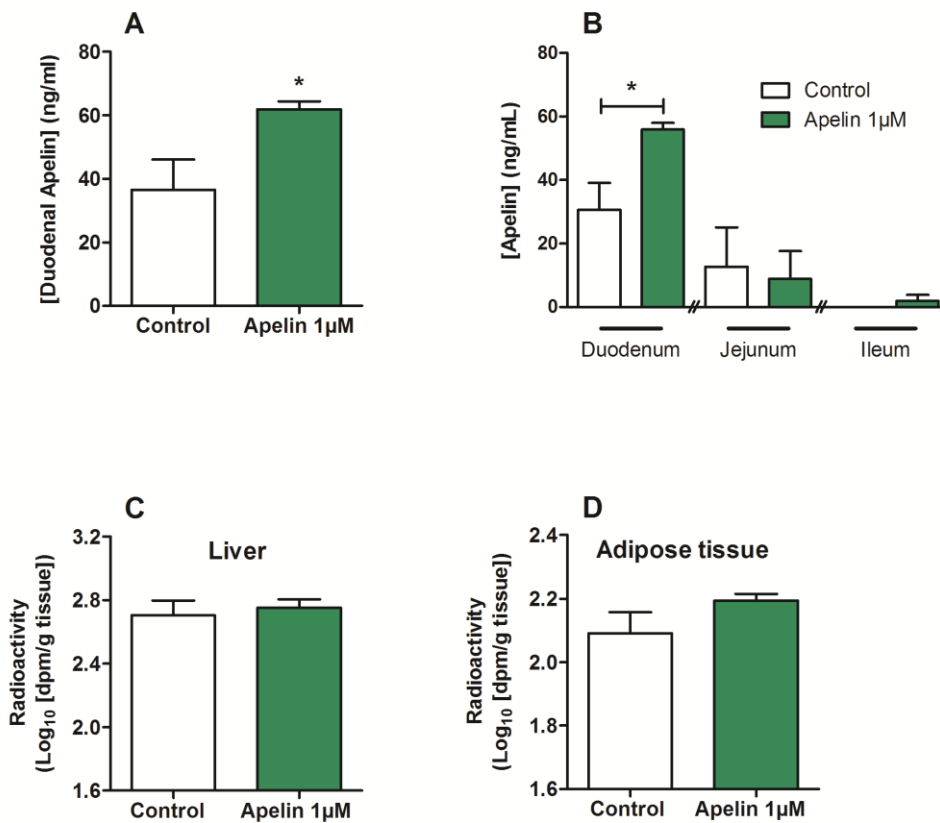 A
[Duodenal Apelin] (ng/ml)
80
60
40
20
0
*
Control
Apelin 1µM
B
[Apelin] (ng/mL)
80
60
40
20
0
*
Control
Apelin 1µM
Duodenum
Jejunum
Ileum
C
Liver
Radioactivity
(Log₁₀ [dpm/g tissue])
3.2
2.8
2.4
2.0
1.6
Control
Apelin 1µM
D
Adipose tissue
Radioactivity
(Log₁₀ [dpm/g tissue])
2.4
2.2
2.0
1.8
1.6
Control
Apelin 1µM